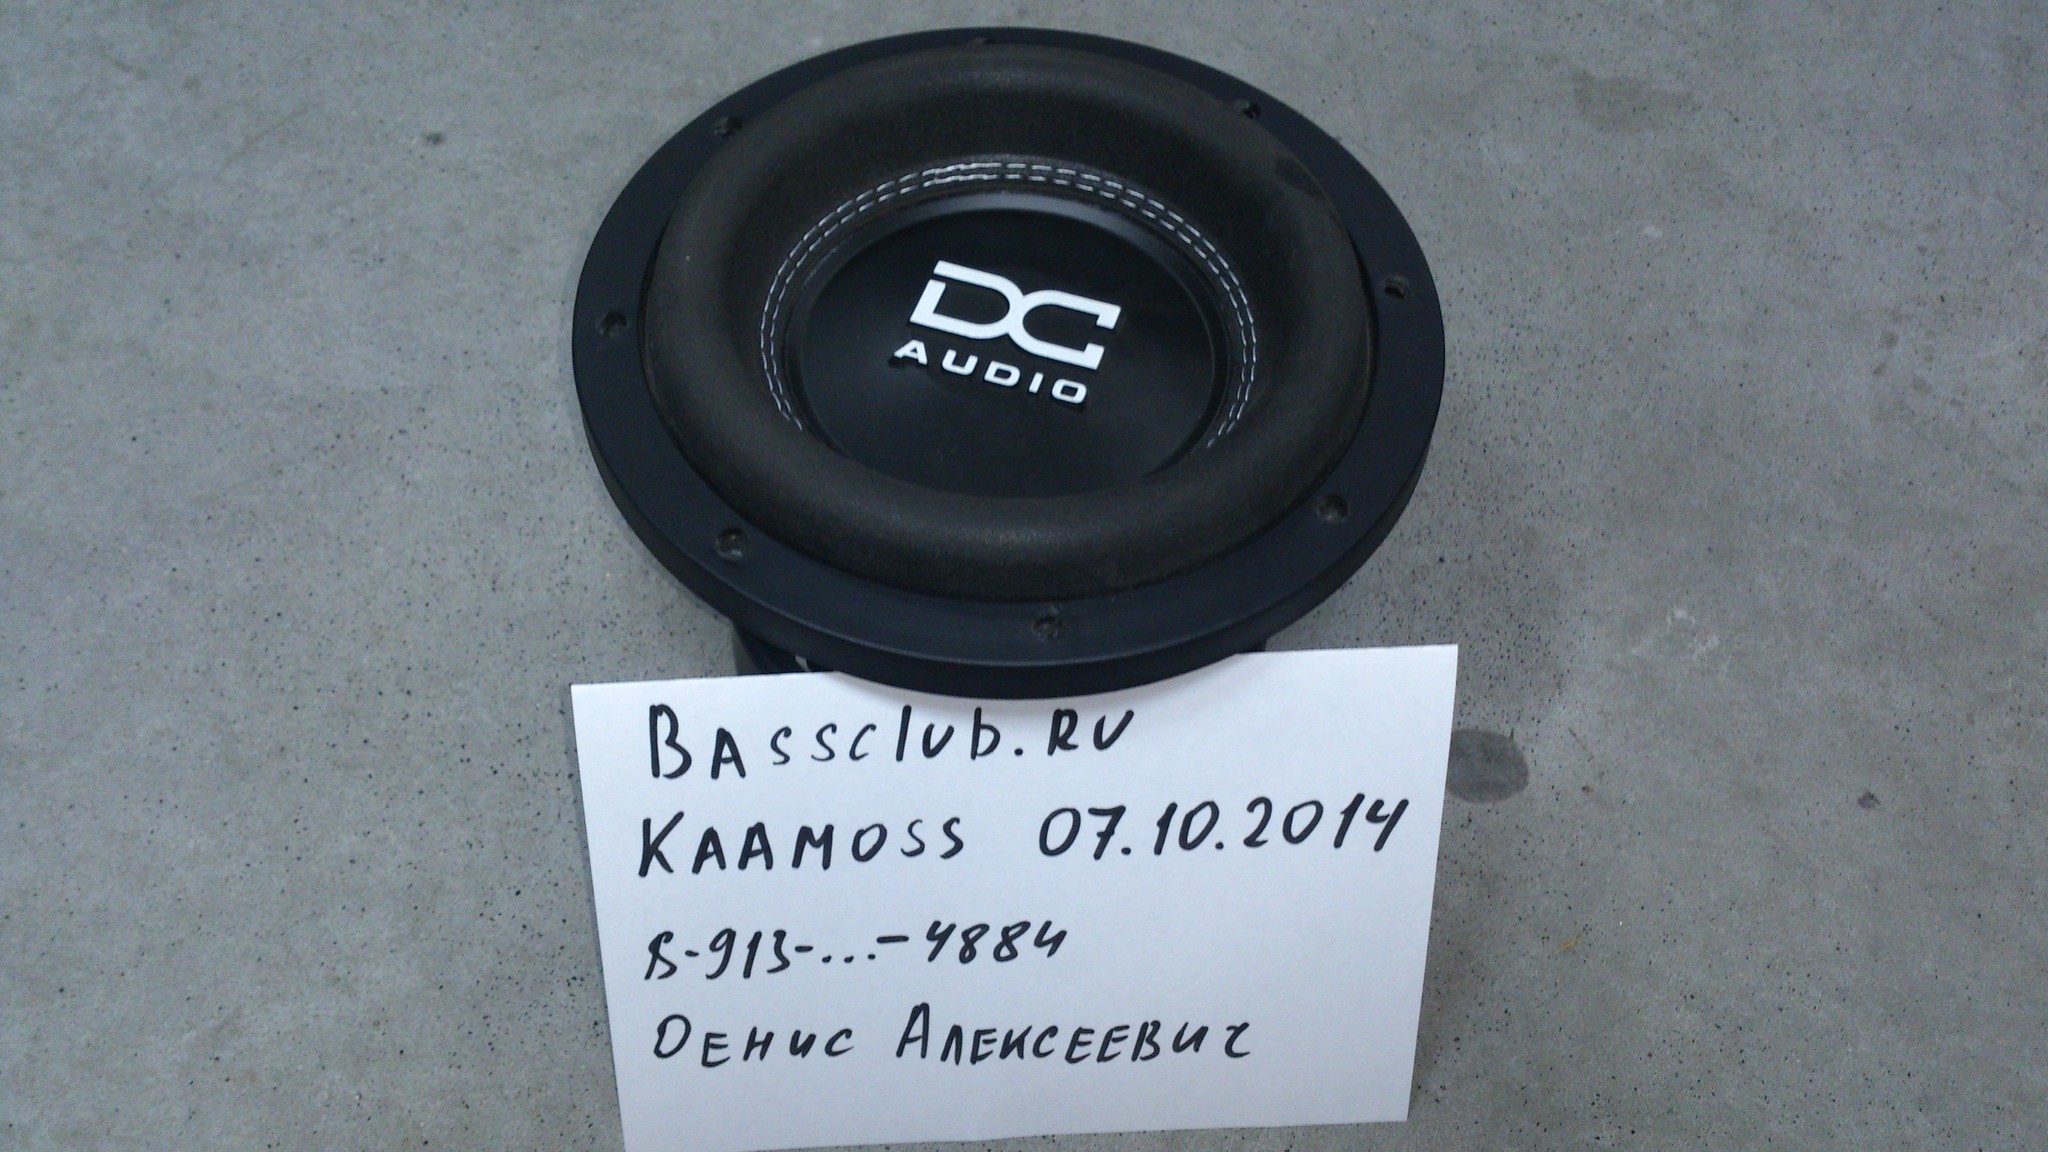 DC
AUDIO
Bassclub.RU
KAAMOSS 07.10.2014
8-913-...-4884
Денис Алексеевич